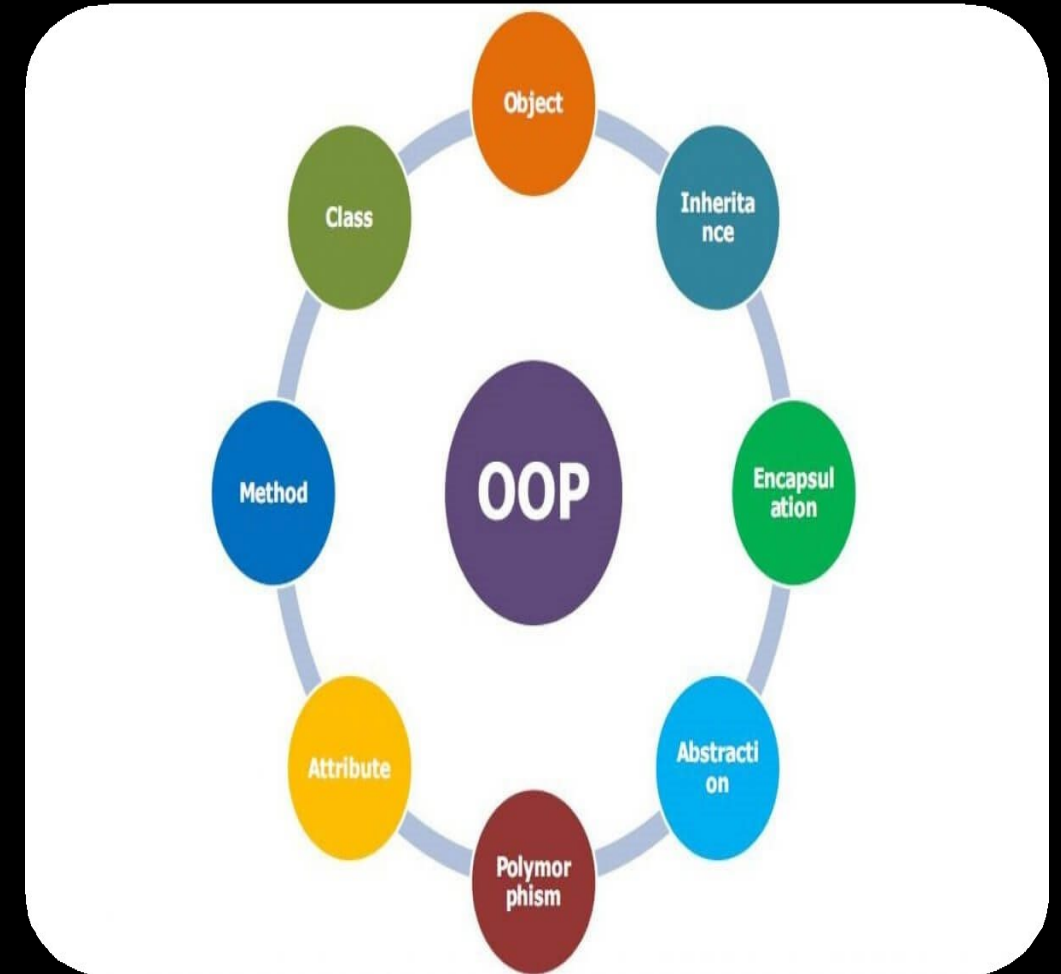 Object
Class
Inherita
nce
Method
OOP
Encapsul
ation
Attribute
Abstracti
on
Polymor
phism